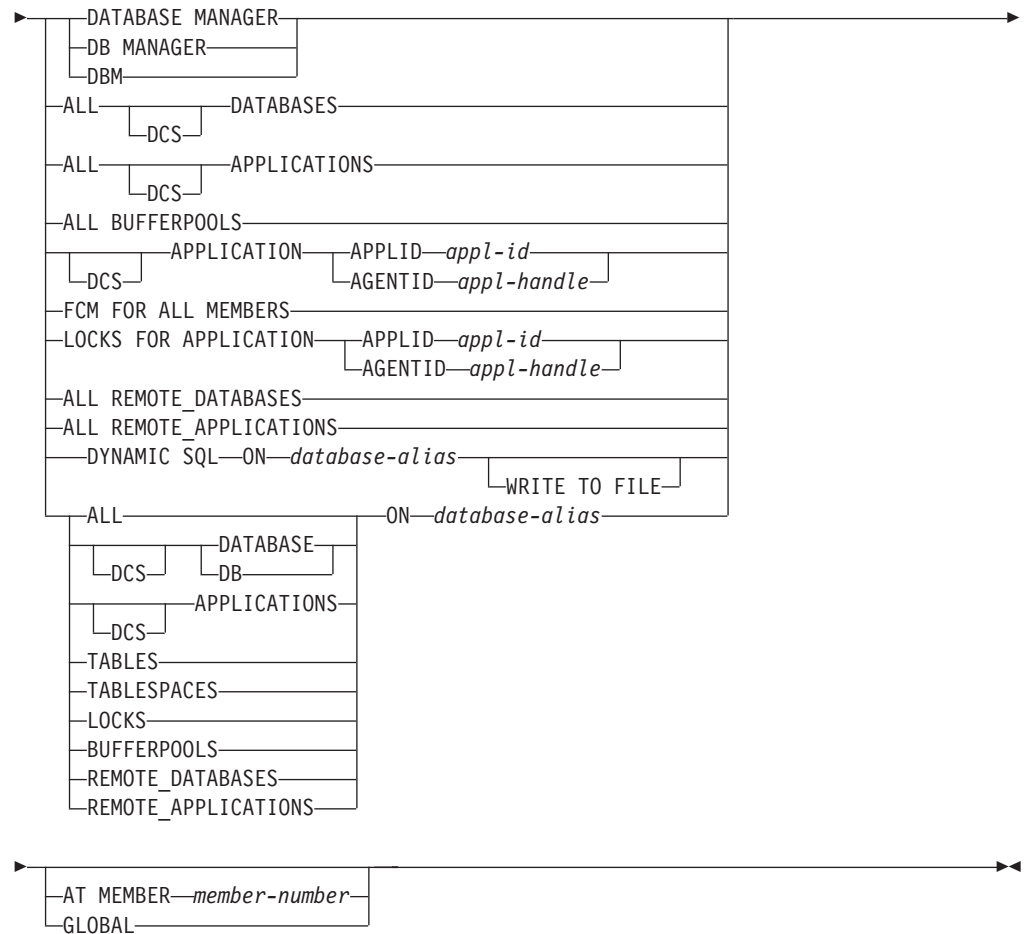 DATABASE MANAGER
DB MANAGER
DBM
ALL DATABASES
DCS
ALL APPLICATIONS
DCS
ALL BUFFERPOOLS
APPLICATION APPLID appl-id
DCS AGENTID appl-handle
FCM FOR ALL MEMBERS
LOCKS FOR APPLICATION APPLID appl-id
AGENTID appl-handle
ALL REMOTE_DATABASES
ALL REMOTE_APPLICATIONS
DYNAMIC SQL ON database-alias
WRITE TO FILE
ALL ON database-alias
DATABASE
DCS DB
APPLICATIONS
DCS
TABLES
TABLESPACES
LOCKS
BUFFERPOOLS
REMOTE_DATABASES
REMOTE_APPLICATIONS
AT MEMBER member-number
GLOBAL